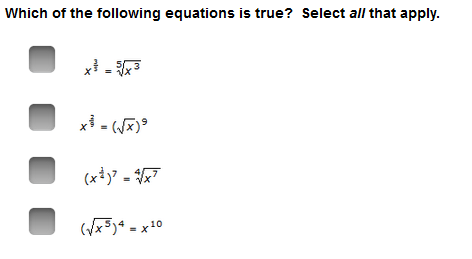 Which of the following equations is true? Select all that apply.
x^(3/5) = ⁵√(x³)
x^(2/9) = (√x)⁹
(x^(1/4))⁷ = ⁴√(x⁷)
(√(x⁵))⁴ = x¹⁰